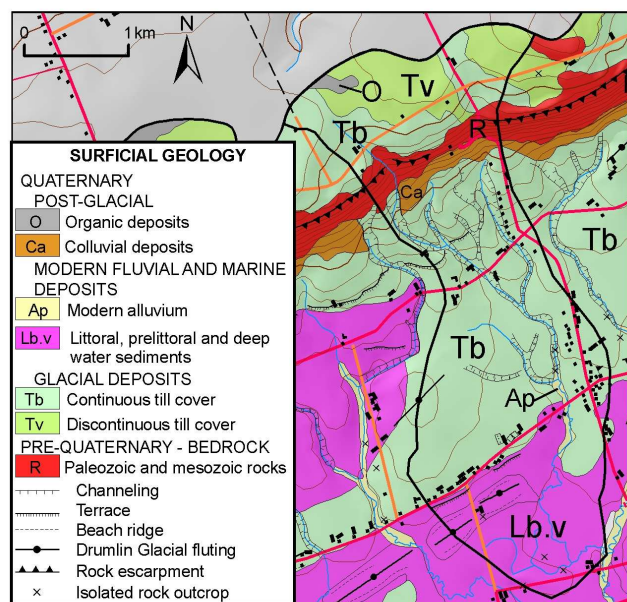 0 1 km
N
Tv
O
Tb
R
Ca
Tb
Tb
Ap
Lb.v
SURFICIAL GEOLOGY
QUATERNARY
POST-GLACIAL
O Organic deposits
Ca Colluvial deposits
MODERN FLUVIAL AND MARINE
DEPOSITS
Ap Modern alluvium
Lb.v Littoral, prelittoral and deep
water sediments
GLACIAL DEPOSITS
Tb Continuous till cover
Tv Discontinuous till cover
PRE-QUATERNARY - BEDROCK
R Paleozoic and mesozoic rocks
Channeling
Terrace
Beach ridge
Drumlin Glacial fluting
Rock escarpment
Isolated rock outcrop